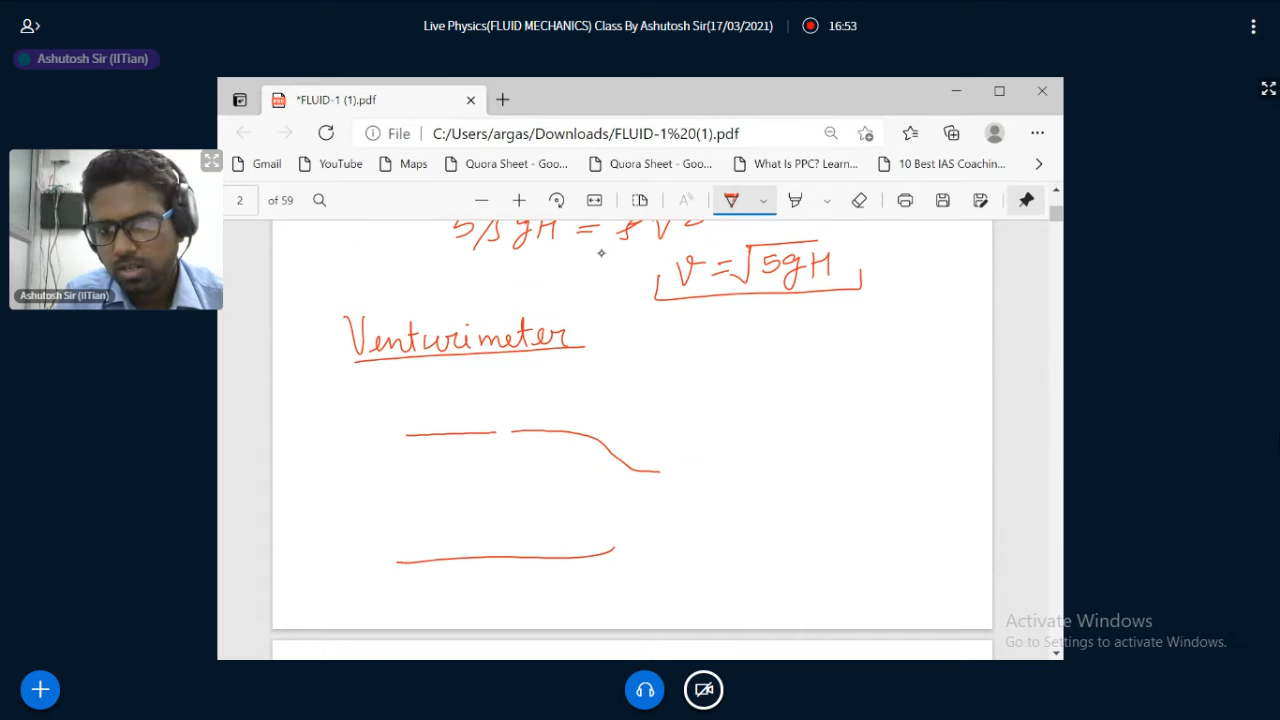 Live Physics(FLUID MECHANICS) Class By Ashutosh Sir(17/03/2021)
16:53
Ashutosh Sir (IITian)
*FLUID-1 (1).pdf
File
C:/Users/argas/Downloads/FLUID-1%20(1).pdf
Gmail
YouTube
Maps
Quora Sheet - Goo...
Quora Sheet - Goo...
What Is PPC? Learn...
10 Best IAS Coachin...
2 of 59
V = √5gH
Venturimeter
Ashutosh Sir (IITian)
Activate Windows
Go to Settings to activate Windows.